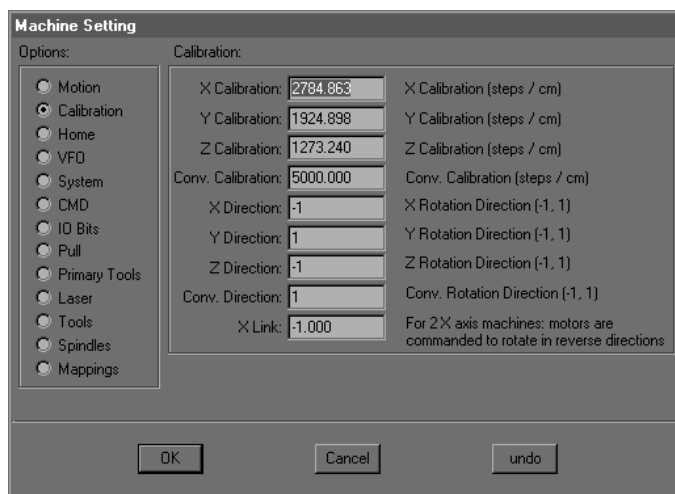 Machine Setting
Options:
Motion
Calibration
Home
VFO
System
CMD
IO Bits
Pull
Primary Tools
Laser
Tools
Spindles
Mappings
Calibration:
X Calibration: 2784.863 X Calibration (steps / cm)
Y Calibration: 1924.898 Y Calibration (steps / cm)
Z Calibration: 1273.240 Z Calibration (steps / cm)
Conv. Calibration: 5000.000 Conv. Calibration (steps / cm)
X Direction: -1 X Rotation Direction (-1, 1)
Y Direction: 1 Y Rotation Direction (-1, 1)
Z Direction: -1 Z Rotation Direction (-1, 1)
Conv. Direction: 1 Conv. Rotation Direction (-1, 1)
X Link: -1.000 For 2 X axis machines: motors are
commanded to rotate in reverse directions
OK Cancel undo